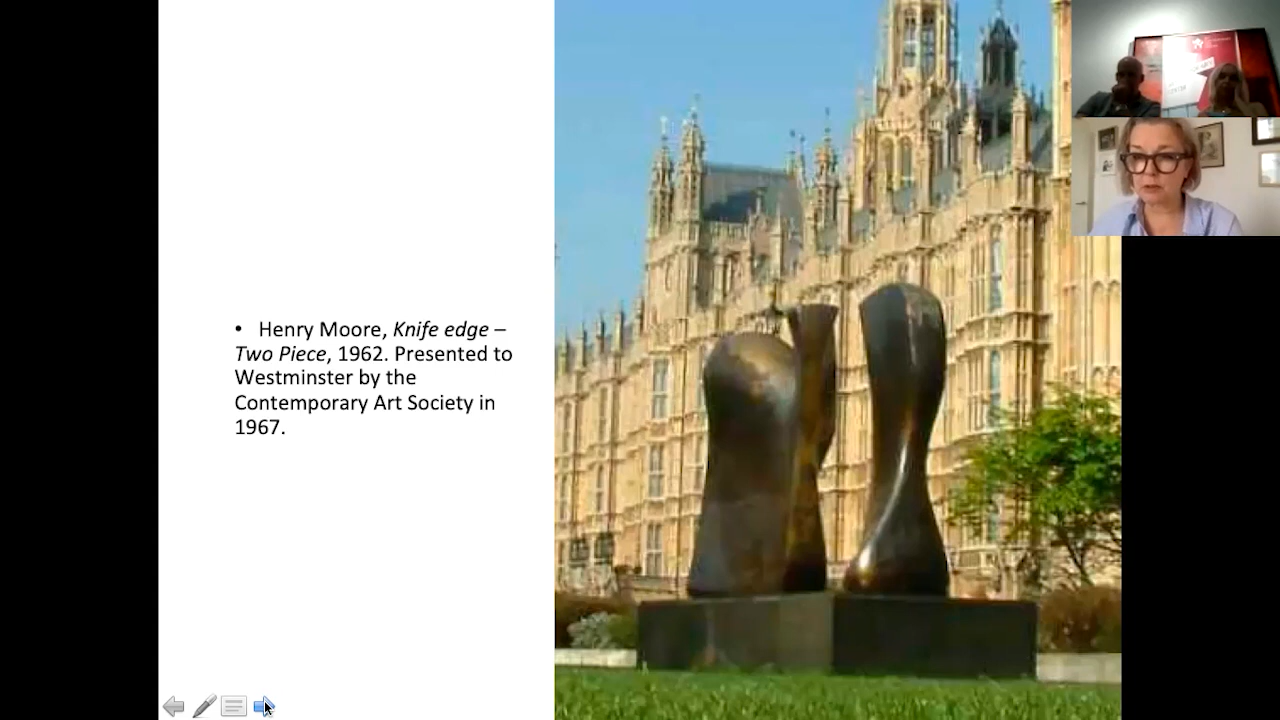 • Henry Moore, Knife edge –
Two Piece, 1962. Presented to
Westminster by the
Contemporary Art Society in
1967.